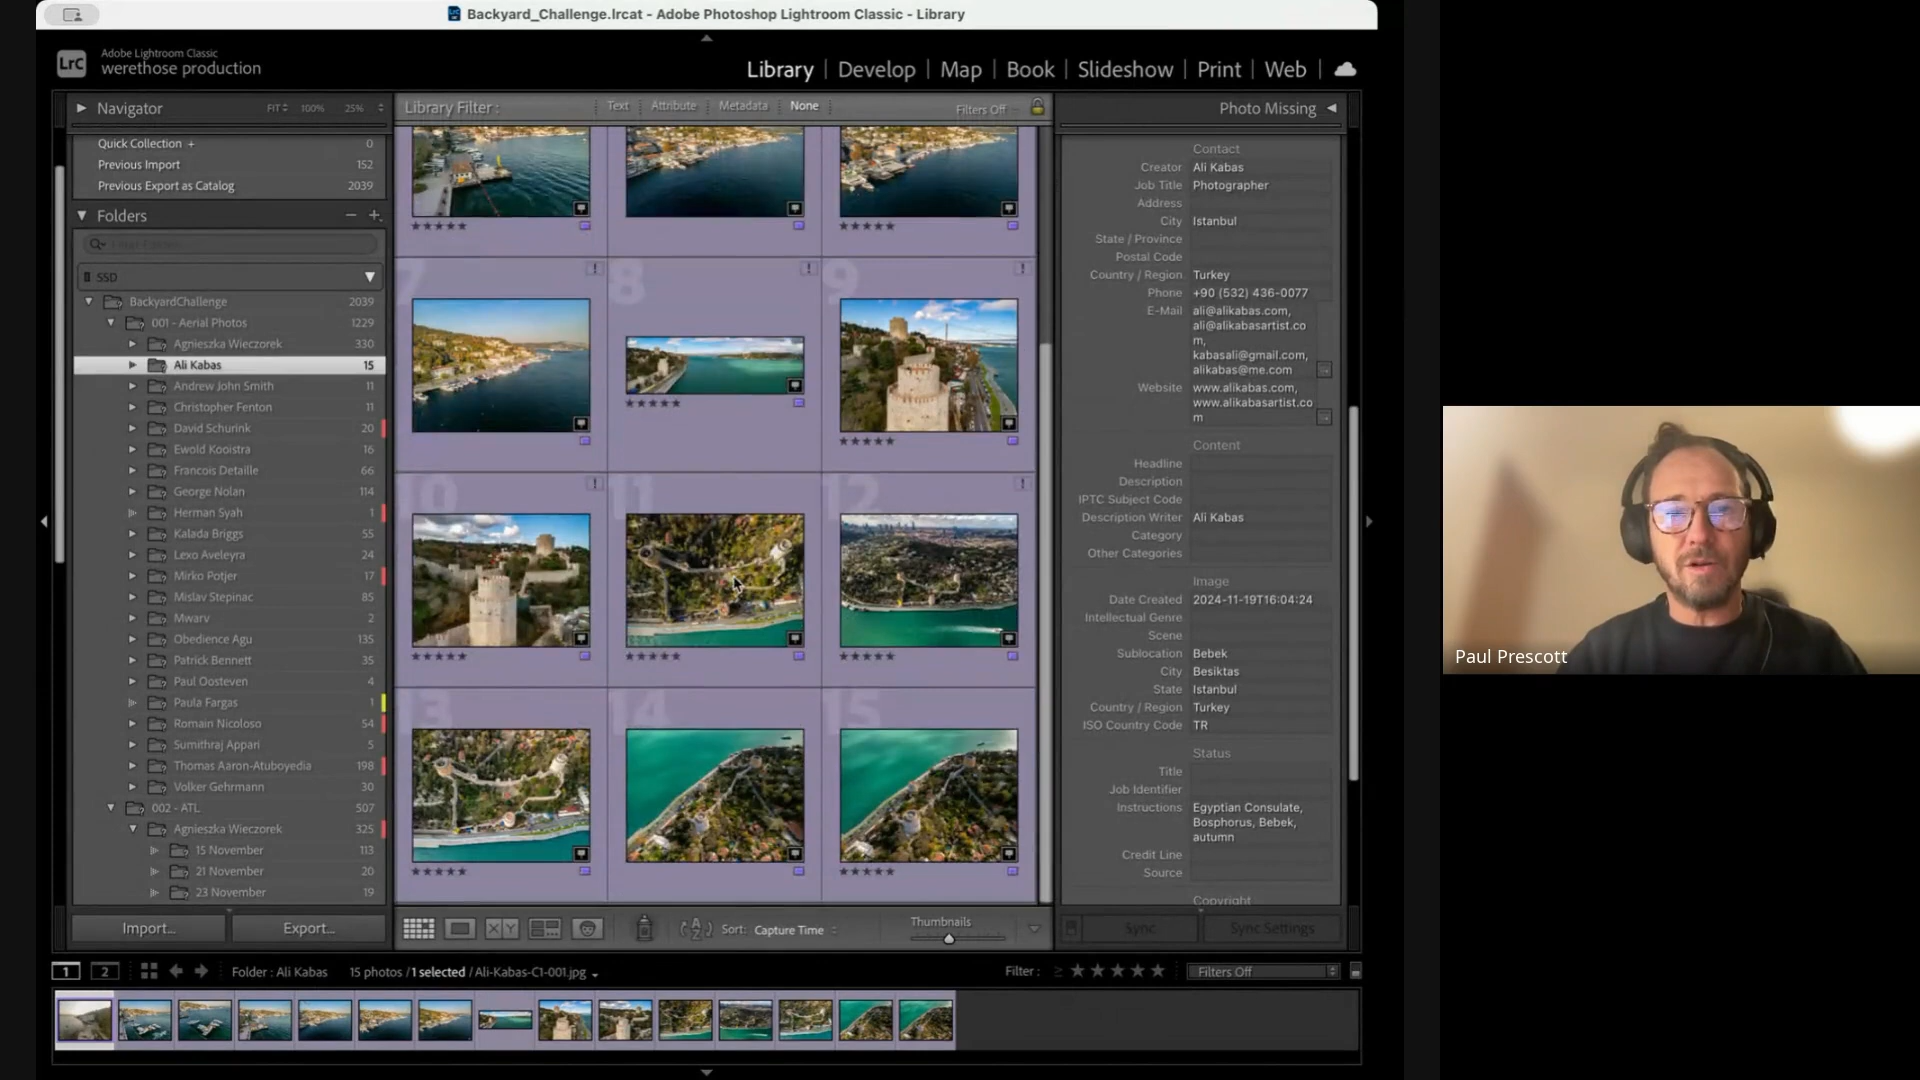 Backyard_Challenge.lrcat - Adobe Photoshop Lightroom Classic - Library
LrC
Adobe Lightroom Classic
werethose production
Library | Develop | Map | Book | Slideshow | Print | Web
Navigator FIT 100% 25%
Library Filter : Text Attribute Metadata None Filters Off
Photo Missing
Quick Collection + 0
Previous Import 152
Previous Export as Catalog 2039
Folders
SSD
BackyardChallenge 2039
001 - Aerial Photos 1229
Agnieszka Wieczorek 330
Ali Kabas 15
Andrew John Smith 11
Christopher Fenton 11
David Schurink 20
Ewold Kooistra 16
Francois Detaille 66
George Nolan 114
Herman Syah 1
Kalada Briggs 55
Lexo Aveleyra 24
Mirko Potjer 17
Mislav Stepinac 85
Mwarv 2
Obedience Agu 135
Patrick Bennett 35
Paul Oosteven 4
Paula Fargas 1
Romain Nicoloso 54
Sumithraj Appari 5
Thomas Aaron-Atuboyedia 198
Volker Gehrmann 30
002 - ATL 507
Agnieszka Wieczorek 325
15 November 113
21 November 20
23 November 19
Import... Export...
7 8 9
10 11 12
13 14 15
Contact
Creator Ali Kabas
Job Title Photographer
Address
City Istanbul
State / Province
Postal Code
Country / Region Turkey
Phone +90 (532) 436-0077
E-Mail ali@alikabas.com,
ali@alikabasartist.co
m,
kabasali@gmail.com,
alikabas@me.com
Website www.alikabas.com,
www.alikabasartist.co
m
Content
Headline
Description
IPTC Subject Code
Description Writer Ali Kabas
Category
Other Categories
Image
Date Created 2024-11-19T16:04:24
Intellectual Genre
Scene
Sublocation Bebek
City Besiktas
State Istanbul
Country / Region Turkey
ISO Country Code TR
Status
Title
Job Identifier
Instructions Egyptian Consulate,
Bosphorus, Bebek,
autumn
Credit Line
Source
Copyright
Sync Sync Settings
Sort: Capture Time
Thumbnails
1 2 Folder : Ali Kabas 15 photos / 1 selected / Ali-Kabas-C1-001.jpg
Filter : ≥ ★★★★★ Filters Off
Paul Prescott